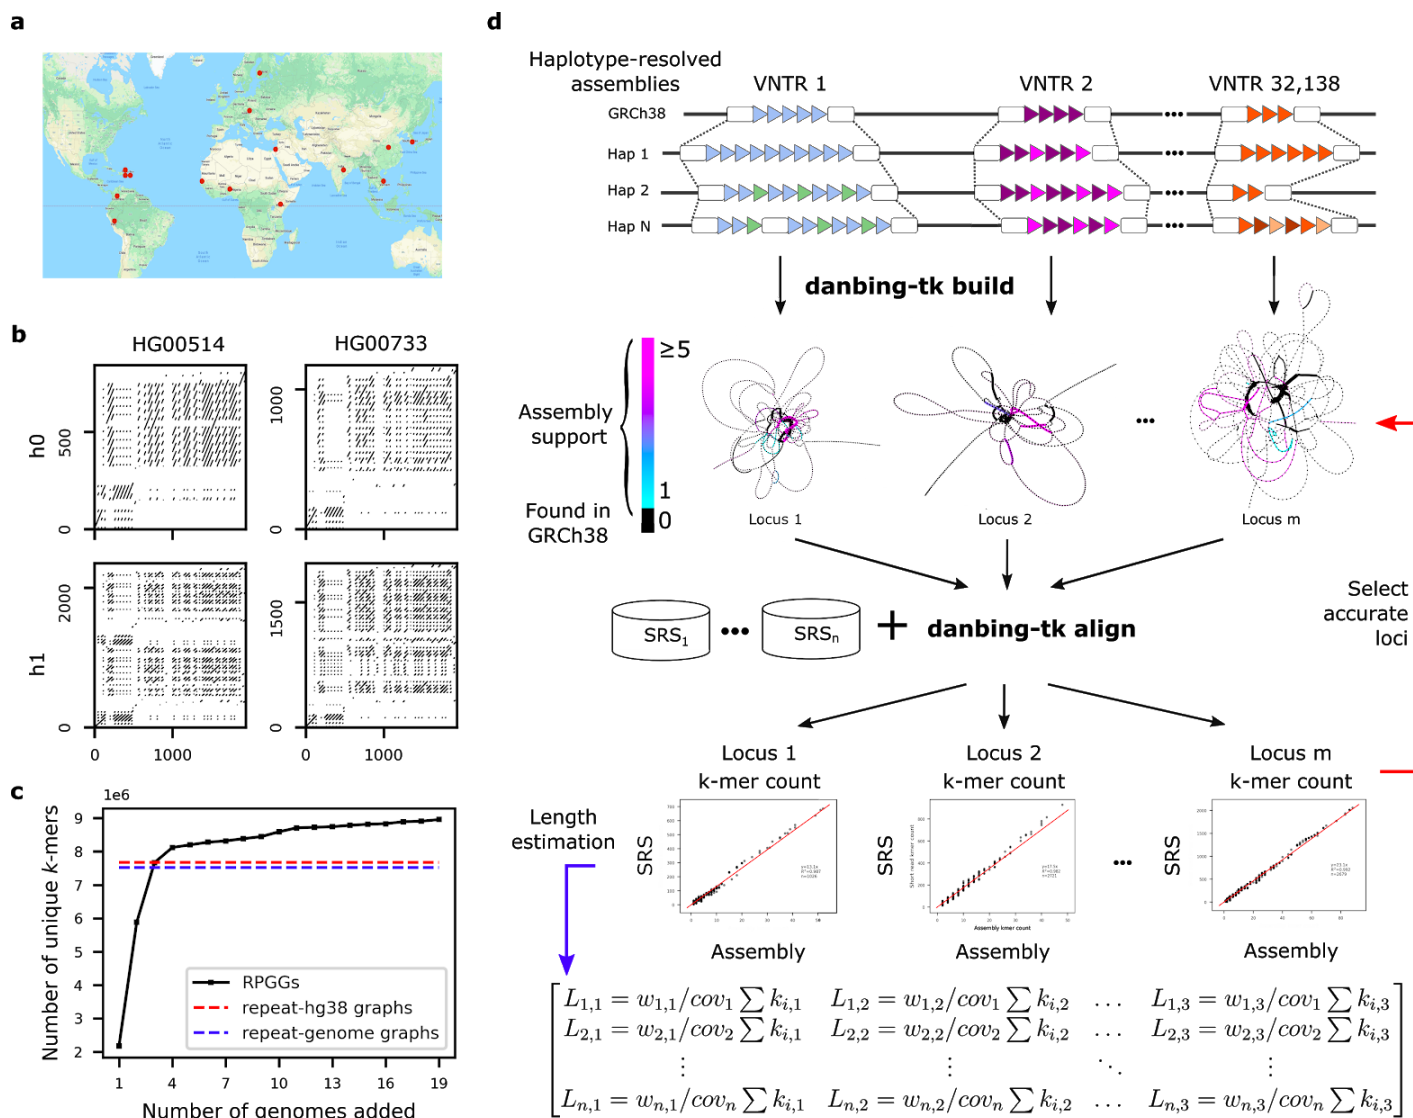 a
b
HG00514
HG00733
h0
500
0
1000
0
h1
2000
0
1500
0
0
1000
0
1000
c
1e6
Number of unique k-mers
9
8
7
6
5
4
3
2
RPGGs
repeat-hg38 graphs
repeat-genome graphs
1 4 7 10 13 16 19
Number of genomes added
d
Haplotype-resolved
assemblies
VNTR 1
VNTR 2
VNTR 32,138
GRCh38
Hap 1
Hap 2
Hap N
danbing-tk build
Assembly
support
≥5
1
0
Found in
GRCh38
Locus 1
Locus 2
Locus m
SRS1
SRSn
+
danbing-tk align
Select
accurate
loci
Length
estimation
Locus 1
k-mer count
SRS
Assembly
Locus 2
k-mer count
SRS
Short read kmer count
Assembly kmer count
Assembly
Locus m
k-mer count
SRS
Assembly
L1,1 = w1,1/cov1 ∑ ki,1 L1,2 = w1,2/cov1 ∑ ki,2 … L1,3 = w1,3/cov1 ∑ ki,3
L2,1 = w2,1/cov2 ∑ ki,1 L2,2 = w2,2/cov2 ∑ ki,2 … L2,3 = w2,3/cov2 ∑ ki,3
⋮ ⋮ ⋱ ⋮
Ln,1 = wn,1/covn ∑ ki,1 Ln,2 = wn,2/covn ∑ ki,2 … Ln,3 = wn,3/covn ∑ ki,3